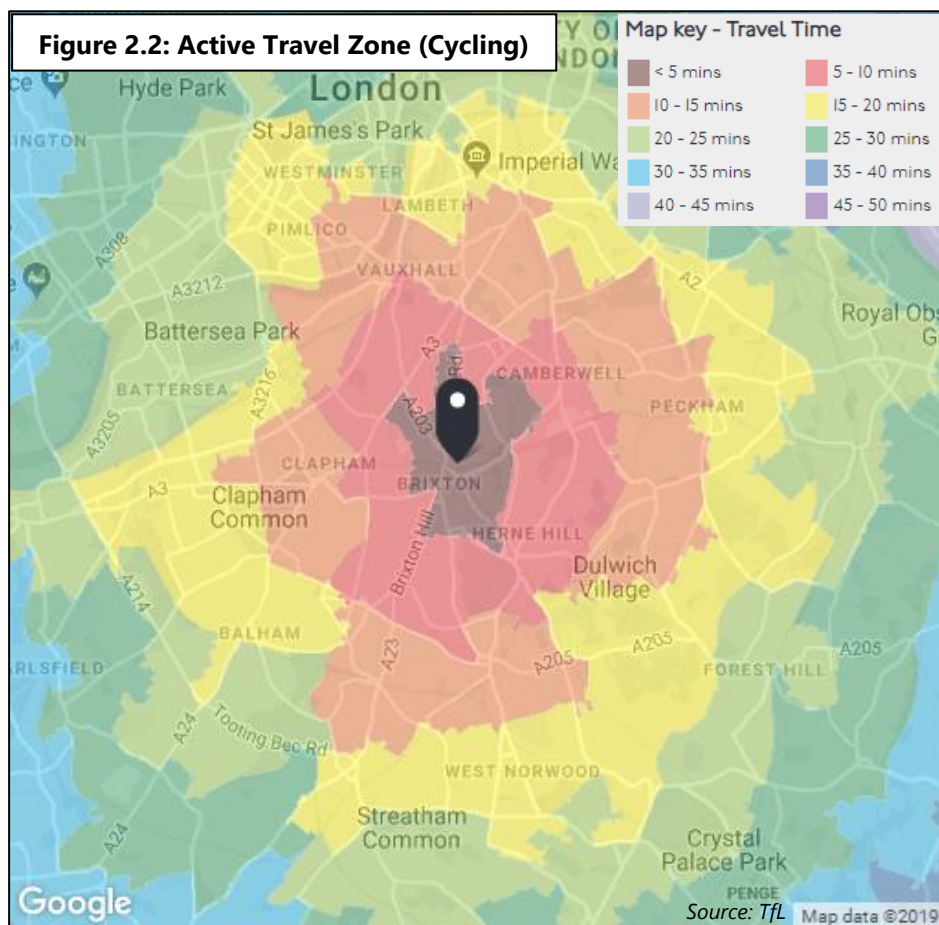 Figure 2.2: Active Travel Zone (Cycling)
Map key - Travel Time
< 5 mins
5 - 10 mins
10 - 15 mins
15 - 20 mins
20 - 25 mins
25 - 30 mins
30 - 35 mins
35 - 40 mins
40 - 45 mins
45 - 50 mins
Hyde Park
London
St James's Park
WESTMINSTER
Imperial Wa
LAMBETH
PIMLICO
A308
VAUXHALL
A2
A3212
Royal Obs
G
Battersea Park
A3
Rd
CAMBERWELL
BATTERSEA
A3216
A203
PECKHAM
A3205
CLAPHAM
BRIXTON
A3
Clapham
Common
Brixton Hill
HERNE HILL
Dulwich
Village
A214
BALHAM
A23
A205
A205
A205
FOREST HILL
ARLSFIELD
A24
Tooting Bec Rd
WEST NORWOOD
Streatham
Common
A24
Crystal
Palace Park
PENGE
Google
Source: TfL
Map data ©2019